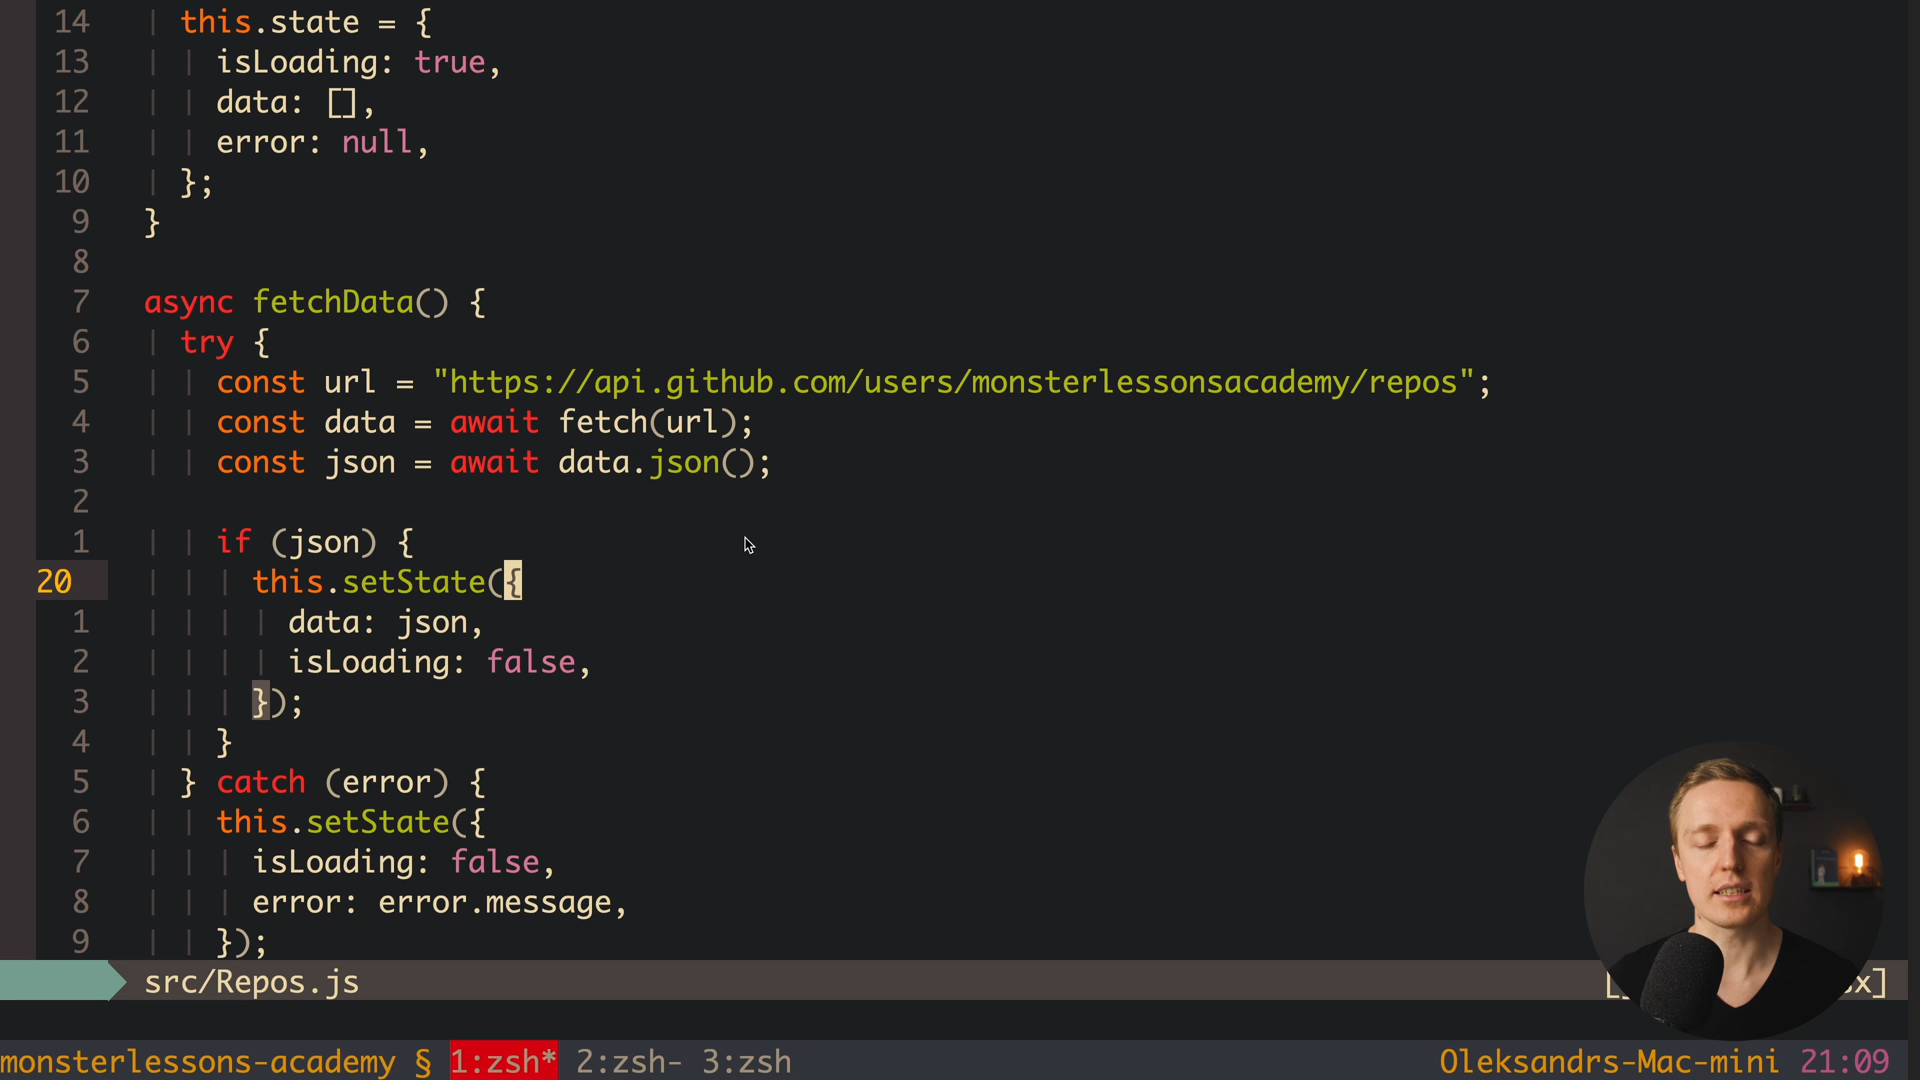 14 this.state = {
13 isLoading: true,
12 data: [],
11 error: null,
10 };
9 }
8
7 async fetchData() {
6 try {
5 const url = "https://api.github.com/users/monsterlessonsacademy/repos";
4 const data = await fetch(url);
3 const json = await data.json();
2
1 if (json) {
20 this.setState({
1 data: json,
2 isLoading: false,
3 });
4 }
5 } catch (error) {
6 this.setState({
7 isLoading: false,
8 error: error.message,
9 });
src/Repos.js
monsterlessons-academy § 1:zsh* 2:zsh- 3:zsh Oleksandrs-Mac-mini 21:09